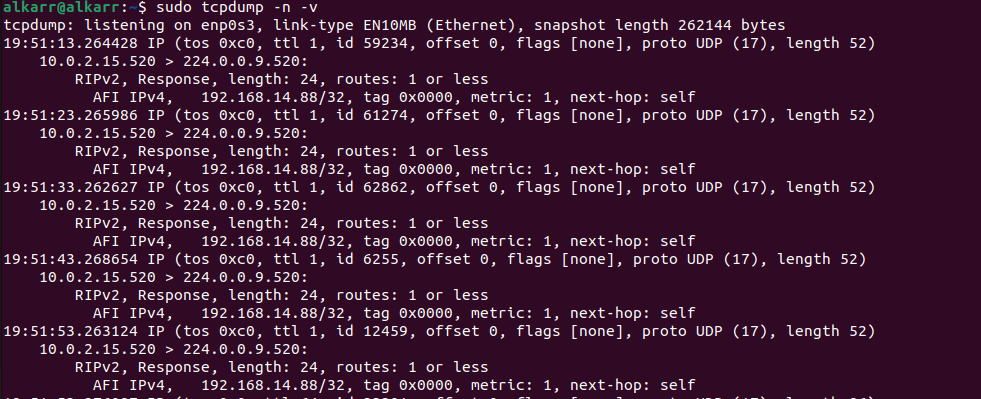 alkarr@alkarr:~$ sudo tcpdump -n -v
tcpdump: listening on enp0s3, link-type EN10MB (Ethernet), snapshot length 262144 bytes
19:51:13.264428 IP (tos 0xc0, ttl 1, id 59234, offset 0, flags [none], proto UDP (17), length 52)
    10.0.2.15.520 > 224.0.0.9.520:
        RIPv2, Response, length: 24, routes: 1 or less
          AFI IPv4,   192.168.14.88/32, tag 0x0000, metric: 1, next-hop: self
19:51:23.265986 IP (tos 0xc0, ttl 1, id 61274, offset 0, flags [none], proto UDP (17), length 52)
    10.0.2.15.520 > 224.0.0.9.520:
        RIPv2, Response, length: 24, routes: 1 or less
          AFI IPv4,   192.168.14.88/32, tag 0x0000, metric: 1, next-hop: self
19:51:33.262627 IP (tos 0xc0, ttl 1, id 62862, offset 0, flags [none], proto UDP (17), length 52)
    10.0.2.15.520 > 224.0.0.9.520:
        RIPv2, Response, length: 24, routes: 1 or less
          AFI IPv4,   192.168.14.88/32, tag 0x0000, metric: 1, next-hop: self
19:51:43.268654 IP (tos 0xc0, ttl 1, id 6255, offset 0, flags [none], proto UDP (17), length 52)
    10.0.2.15.520 > 224.0.0.9.520:
        RIPv2, Response, length: 24, routes: 1 or less
          AFI IPv4,   192.168.14.88/32, tag 0x0000, metric: 1, next-hop: self
19:51:53.263124 IP (tos 0xc0, ttl 1, id 12459, offset 0, flags [none], proto UDP (17), length 52)
    10.0.2.15.520 > 224.0.0.9.520:
        RIPv2, Response, length: 24, routes: 1 or less
          AFI IPv4,   192.168.14.88/32, tag 0x0000, metric: 1, next-hop: self